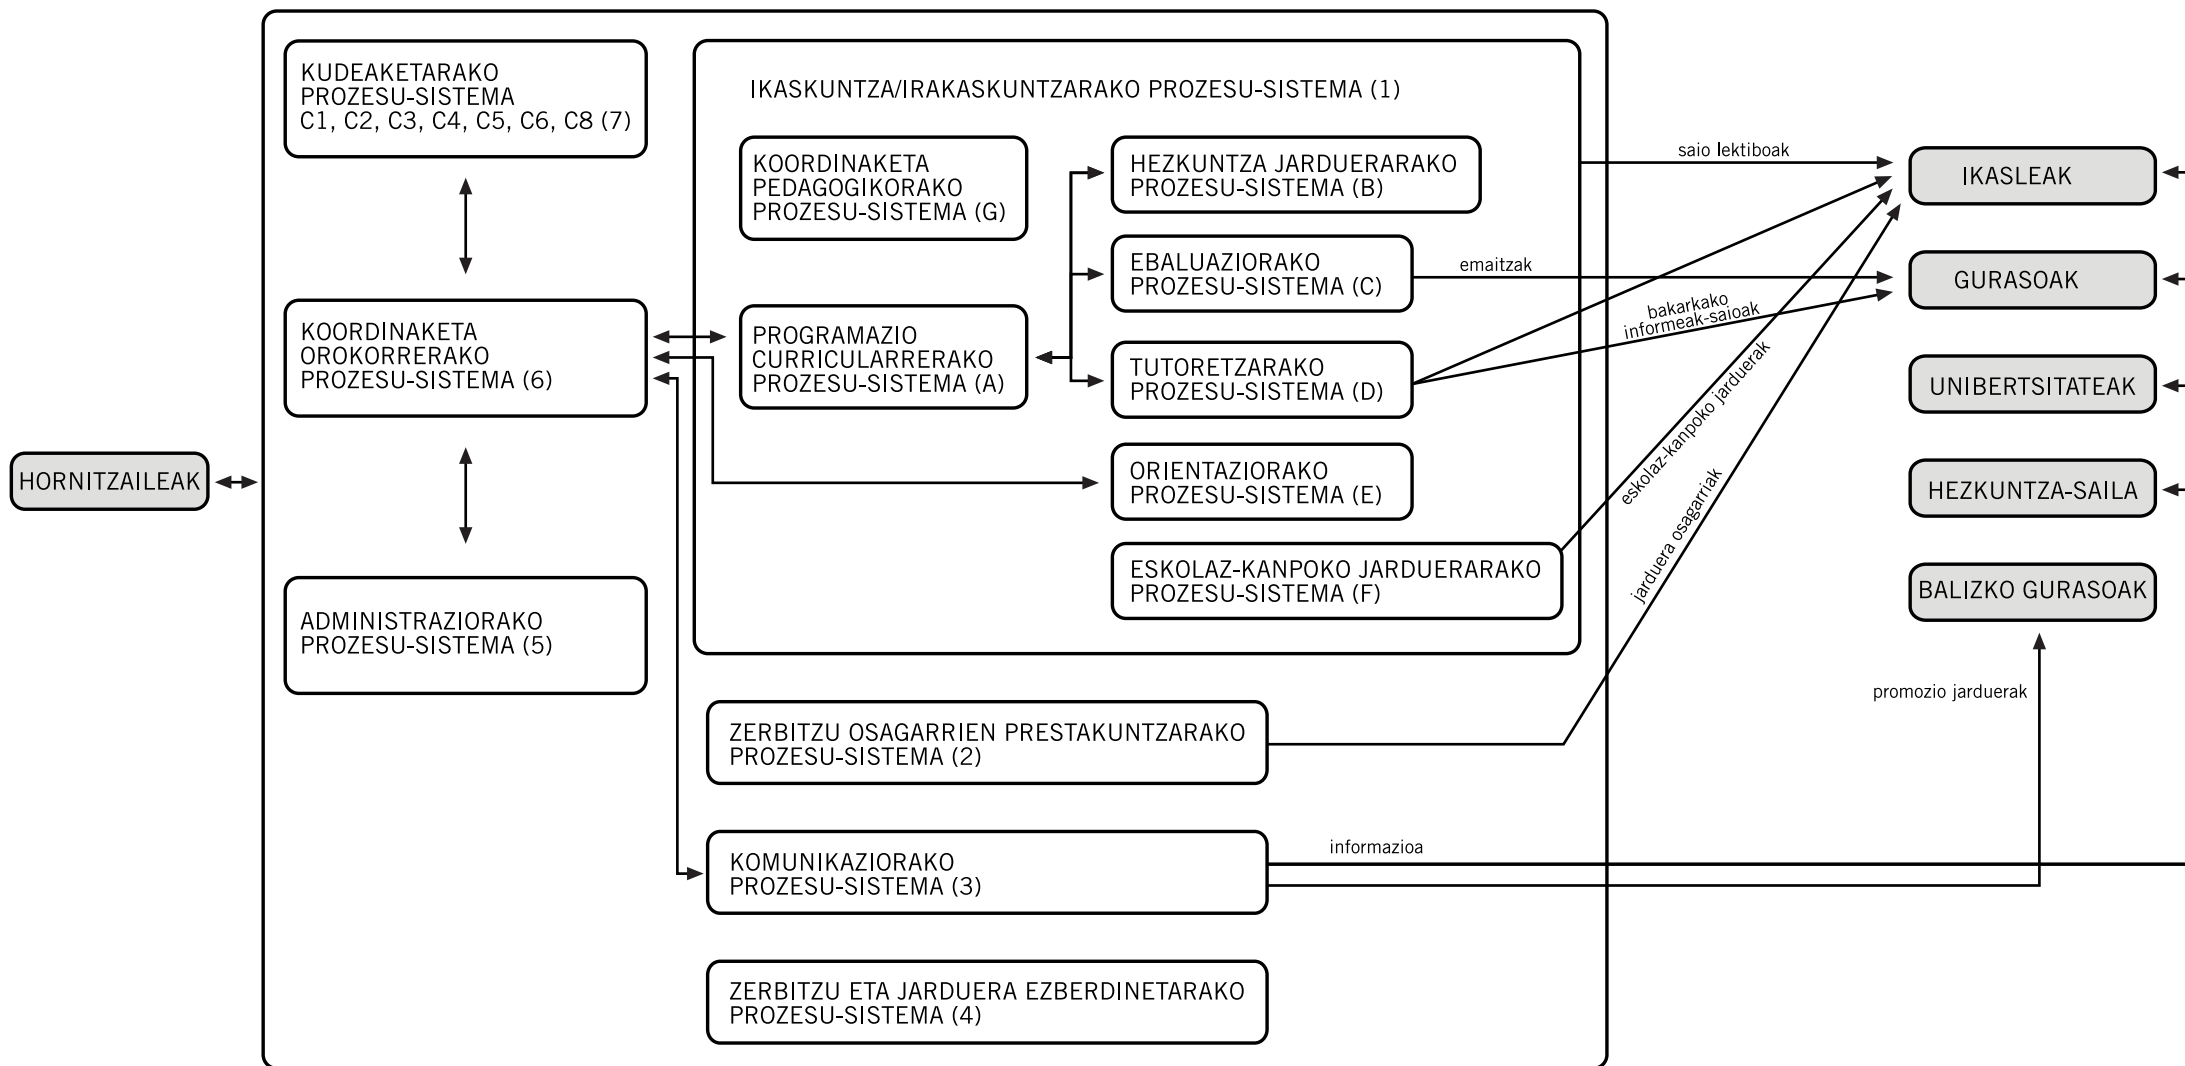 KUDEAKETARAKO
PROZESU-SISTEMA
C1, C2, C3, C4, C5, C6, C8 (7)
KOORDINAKETA
OROKORRERAKO
PROZESU-SISTEMA (6)
ADMINISTRAZIORAKO
PROZESU-SISTEMA (5)
HORNITZAILEAK
IKASKUNTZA/IRAKASKUNTZARAKO PROZESU-SISTEMA (1)
KOORDINAKETA
PEDAGOGIKORAKO
PROZESU-SISTEMA (G)
PROGRAMAZIO
CURRICULARRERAKO
PROZESU-SISTEMA (A)
HEZKUNTZA JARDUERARAKO
PROZESU-SISTEMA (B)
EBALUAZIORAKO
PROZESU-SISTEMA (C)
TUTORETZARAKO
PROZESU-SISTEMA (D)
ORIENTAZIORAKO
PROZESU-SISTEMA (E)
ESKOLAZ-KANPOKO JARDUERARAKO
PROZESU-SISTEMA (F)
ZERBITZU OSAGARRIEN PRESTAKUNTZARAKO
PROZESU-SISTEMA (2)
KOMUNIKAZIORAKO
PROZESU-SISTEMA (3)
ZERBITZU ETA JARDUERA EZBERDINETARAKO
PROZESU-SISTEMA (4)
saio lektiboak
emaitzak
bakarkako
informeak-saioak
eskolaz-kanpoko jarduerak
jarduera osagarriak
informazioa
promozio jarduerak
IKASLEAK
GURASOAK
UNIBERTSITATEAK
HEZKUNTZA-SAILA
BALIZKO GURASOAK